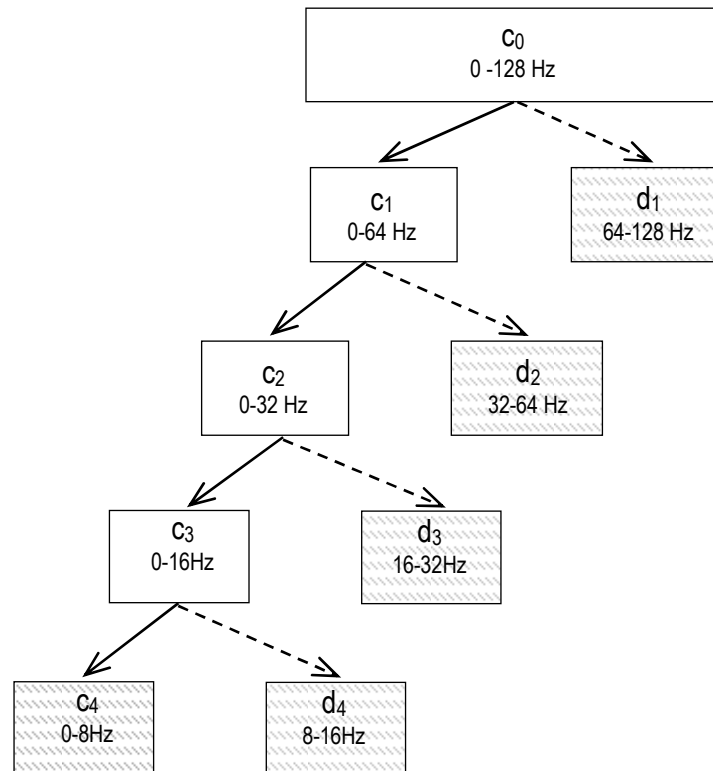 c₀
0 -128 Hz
c₁
0-64 Hz
d₁
64-128 Hz
c₂
0-32 Hz
d₂
32-64 Hz
c₃
0-16Hz
d₃
16-32Hz
c₄
0-8Hz
d₄
8-16Hz